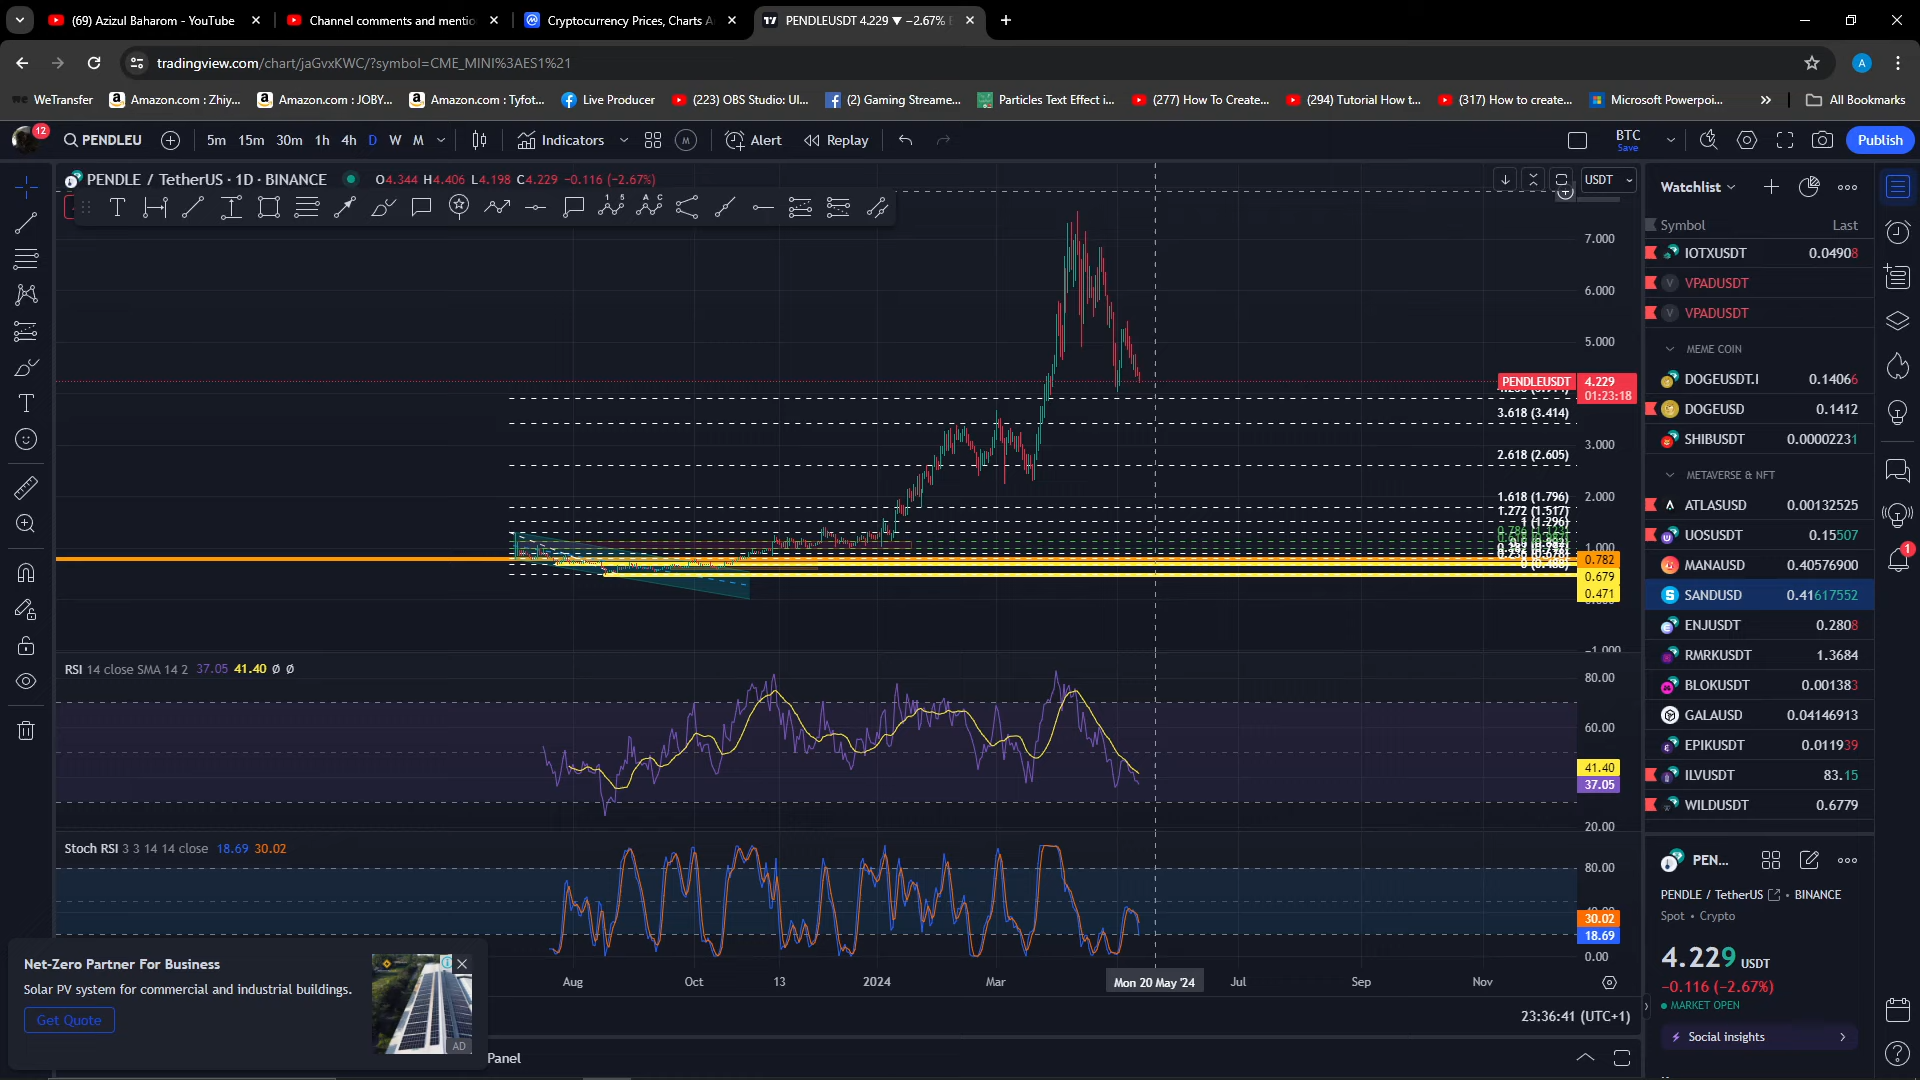 (69) Azizul Baharom - YouTube
Channel comments and mentio
Cryptocurrency Prices, Charts A
PENDLEUSDT 4.229 ▼ −2.67%
tradingview.com/chart/jaGvxKWC/?symbol=CME_MINI%3AES1%21
A
WeTransfer
Amazon.com : Zhiy...
Amazon.com : JOBY...
Amazon.com : Tyfot...
Live Producer
(223) OBS Studio: Ul...
(2) Gaming Streame...
Particles Text Effect i...
(277) How To Create...
(294) Tutorial How t...
(317) How to create...
Microsoft Powerpoi...
All Bookmarks
12
PENDLEU
5m 15m 30m 1h 4h D W M
Indicators
M
Alert
Replay
BTC
Save
Publish
PENDLE / TetherUS · 1D · BINANCE
O4.344 H4.406 L4.198 C4.229 −0.116 (−2.67%)
USDT
7.000
6.000
5.000
PENDLEUSDT 4.229
01:23:18
3.618 (3.414)
3.000
2.618 (2.605)
1.618 (1.796)
2.000
1.272 (1.517)
1 (1.296)
1.000
0.782
0.679
0.471
−1.000
RSI 14 close SMA 14 2 37.05 41.40 ∅ ∅
80.00
60.00
41.40
37.05
20.00
Stoch RSI 3 3 14 14 close 18.69 30.02
80.00
30.02
18.69
0.00
Aug
Oct
13
2024
Mar
Mon 20 May '24
Jul
Sep
Nov
23:36:41 (UTC+1)
Panel
Net-Zero Partner For Business
Solar PV system for commercial and industrial buildings.
Get Quote
AD
Watchlist
Symbol Last
IOTXUSDT 0.04908
VPADUSDT
VPADUSDT
MEME COIN
DOGEUSDT.I 0.14066
DOGEUSD 0.1412
SHIBUSDT 0.00002231
METAVERSE & NFT
ATLASUSD 0.00132525
UOSUSDT 0.15507
MANAUSD 0.40576900
SANDUSD 0.41617552
ENJUSDT 0.2808
RMRKUSDT 1.3684
BLOKUSDT 0.001383
GALAUSD 0.04146913
EPIKUSDT 0.011939
ILVUSDT 83.15
WILDUSDT 0.6779
PEN...
PENDLE / TetherUS • BINANCE
Spot • Crypto
4.229 USDT
−0.116 (−2.67%)
MARKET OPEN
Social insights
1